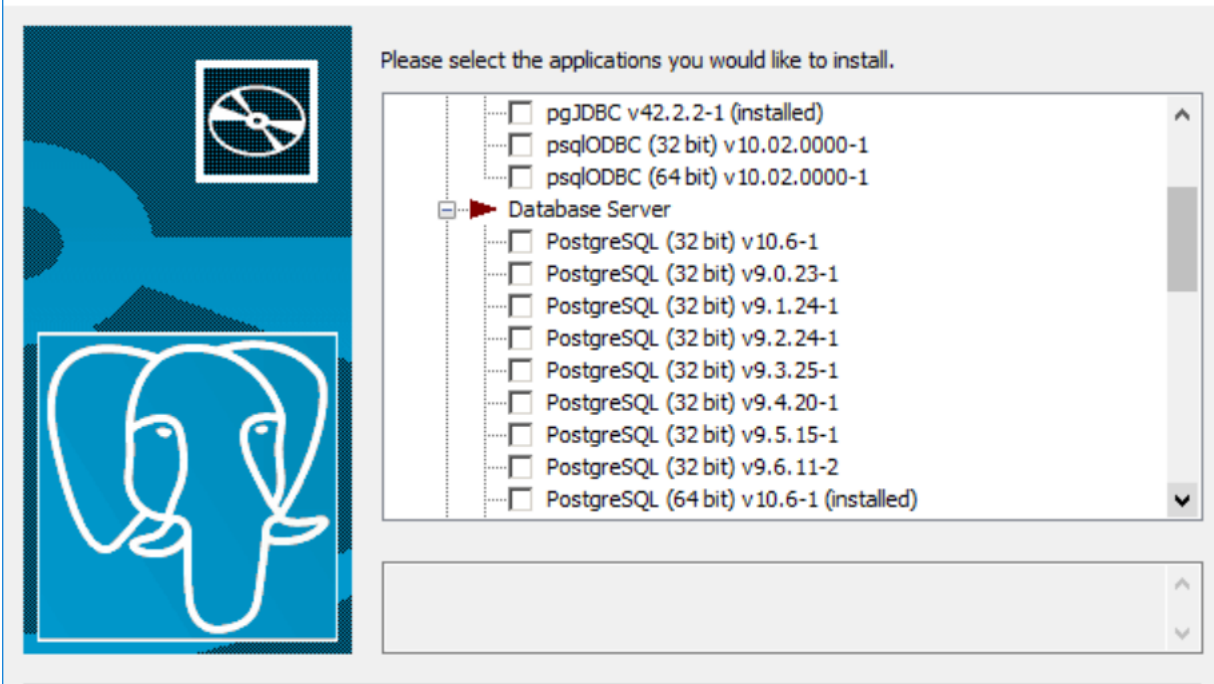 Please select the applications you would like to install.
pgJDBC v42.2.2-1 (installed)
psqlODBC (32 bit) v10.02.0000-1
psqlODBC (64 bit) v10.02.0000-1
Database Server
PostgreSQL (32 bit) v10.6-1
PostgreSQL (32 bit) v9.0.23-1
PostgreSQL (32 bit) v9.1.24-1
PostgreSQL (32 bit) v9.2.24-1
PostgreSQL (32 bit) v9.3.25-1
PostgreSQL (32 bit) v9.4.20-1
PostgreSQL (32 bit) v9.5.15-1
PostgreSQL (32 bit) v9.6.11-2
PostgreSQL (64 bit) v10.6-1 (installed)